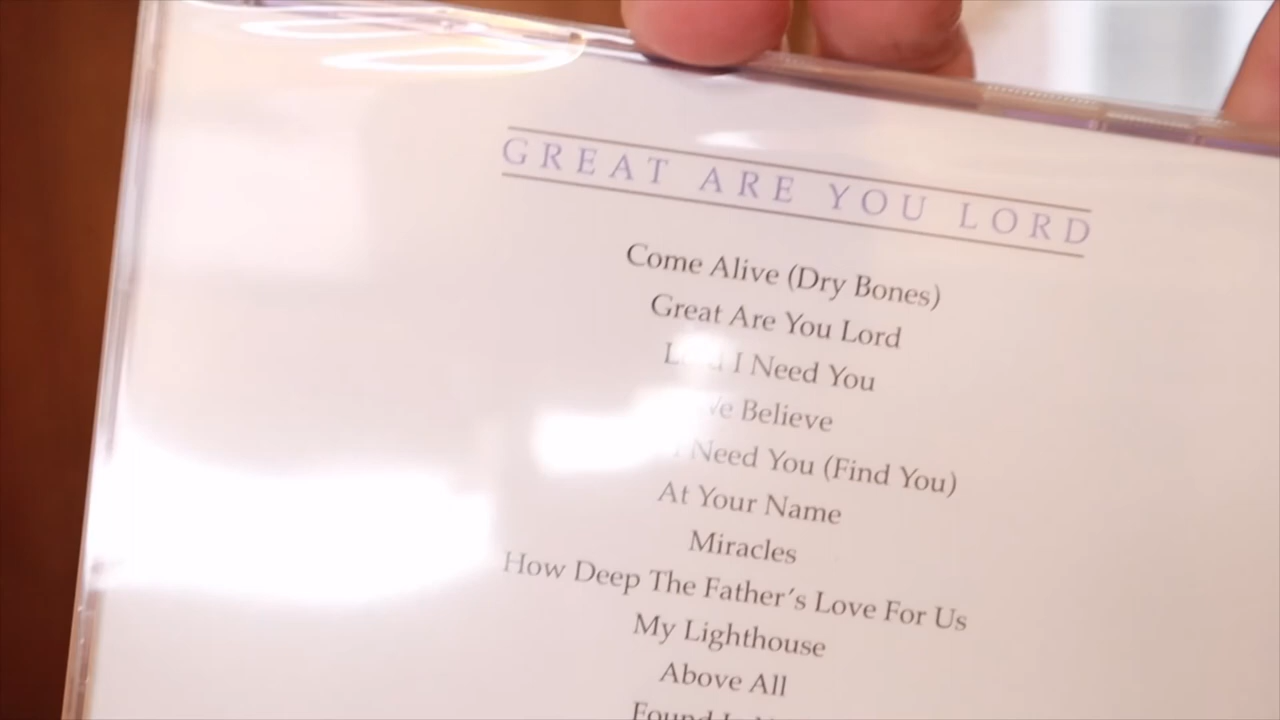 GREAT ARE YOU LORD
Come Alive (Dry Bones)
Great Are You Lord
I Need You
Believe
Need You (Find You)
At Your Name
Miracles
How Deep The Father's Love For Us
My Lighthouse
Above All
Found